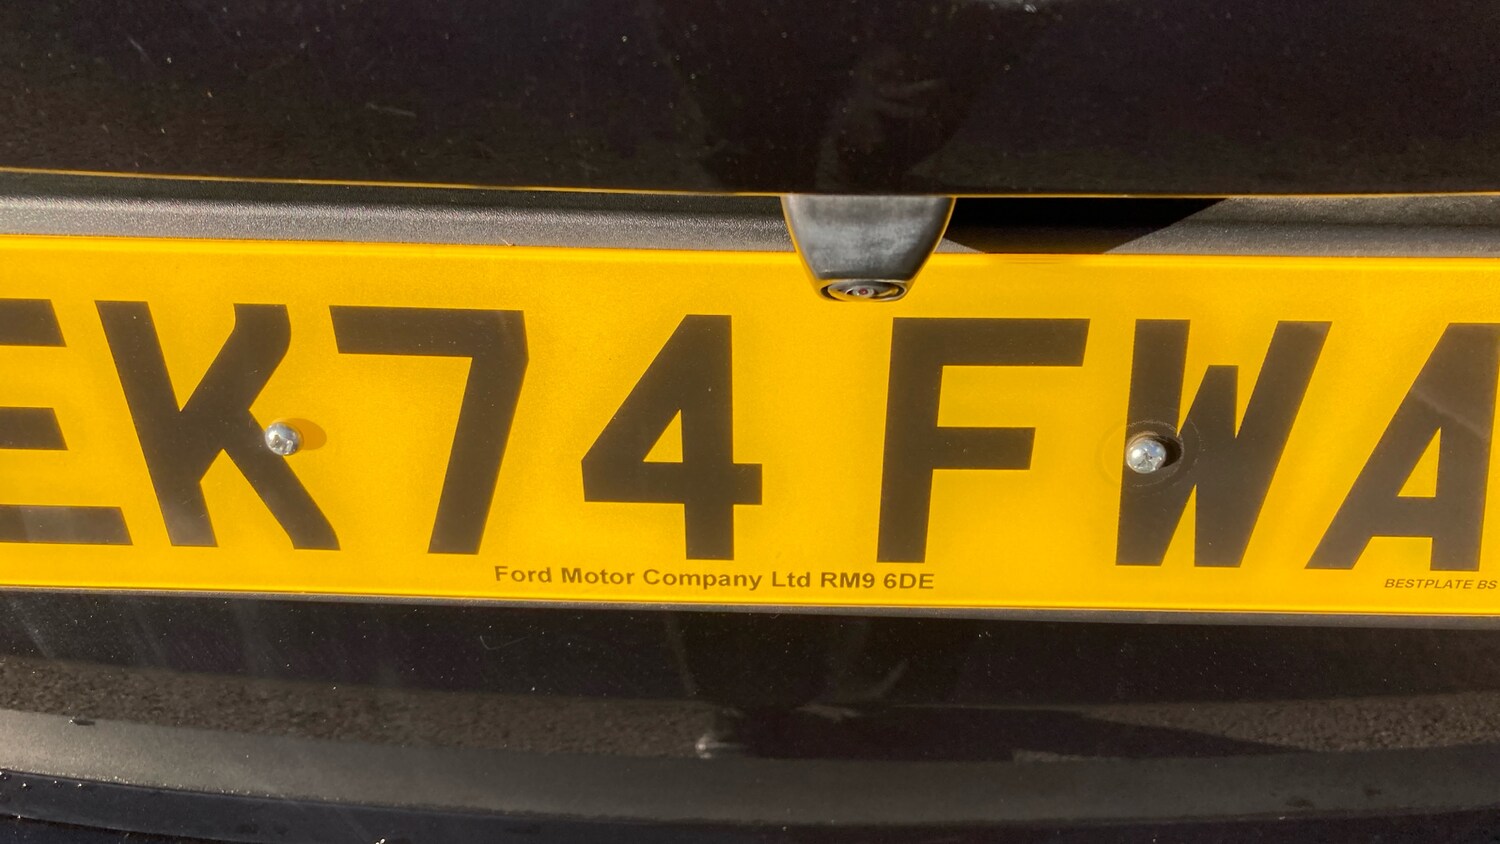 EK74 FWA
Ford Motor Company Ltd RM9 6DE
BESTPLATE BS